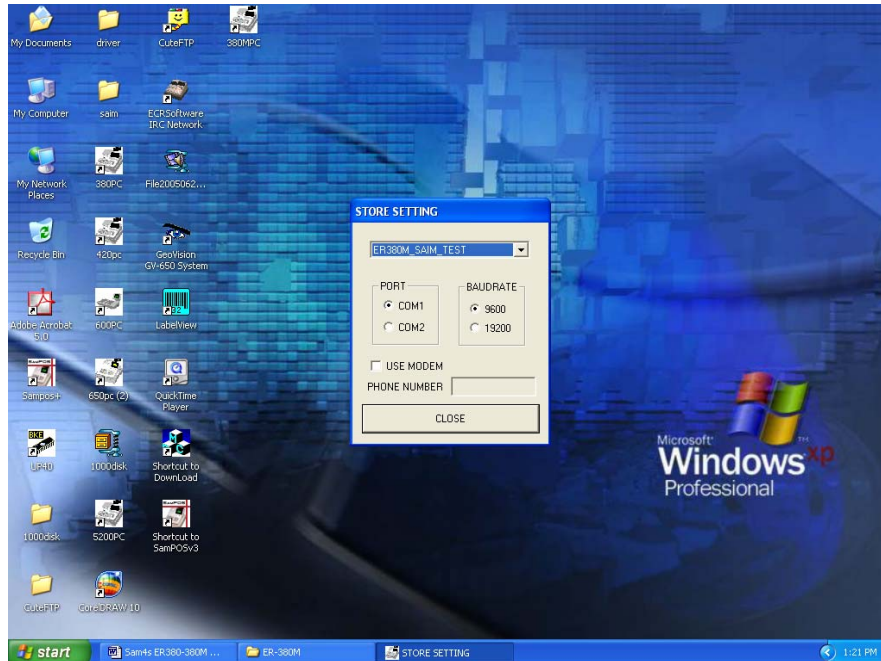 My Documents
driver
CuteFTP
380MPC
My Computer
saim
ECRSoftware
IRC Network
My Network
Places
380PC
File2005062...
Recycle Bin
420pc
GeoVision
GV-650 System
Adobe Acrobat
5.0
600PC
LabelView
Sampos+
650pc (2)
QuickTime
Player
UP40
1000disk
Shortcut to
DownLoad
1000disk
5200PC
Shortcut to
SamPOSv3
CuteFTP
CorelDRAW 10
STORE SETTING
ER380M_SAIM_TEST
PORT
COM1
COM2
BAUDRATE
9600
19200
USE MODEM
PHONE NUMBER
CLOSE
Microsoft
Windows xp
Professional
start
Sam4s ER380-380M ...
ER-380M
STORE SETTING
1:21 PM